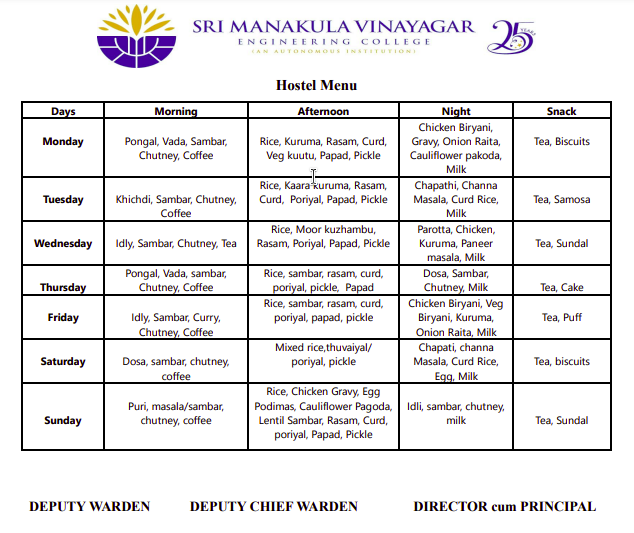 SRI MANAKULA VINAYAGAR
ENGINEERING COLLEGE
(AN AUTONOMOUS INSTITUTION)
25 YEARS
Hostel Menu
Days Morning Afternoon Night Snack
Monday
Pongal, Vada, Sambar,
Chutney, Coffee
Rice, Kuruma, Rasam, Curd,
Veg kuutu, Papad, Pickle
Chicken Biryani,
Gravy, Onion Raita,
Cauliflower pakoda,
Milk
Tea, Biscuits
Tuesday
Khichdi, Sambar, Chutney,
Coffee
Rice, Kaara kuruma, Rasam,
Curd, Poriyal, Papad, Pickle
Chapathi, Channa
Masala, Curd Rice,
Milk
Tea, Samosa
Wednesday
Idly, Sambar, Chutney, Tea
Rice, Moor kuzhambu,
Rasam, Poriyal, Papad, Pickle
Parotta, Chicken,
Kuruma, Paneer
masala, Milk
Tea, Sundal
Thursday
Pongal, Vada, sambar,
Chutney, Coffee
Rice, sambar, rasam, curd,
poriyal, pickle, Papad
Dosa, Sambar,
Chutney, Milk
Tea, Cake
Friday
Idly, Sambar, Curry,
Chutney, Coffee
Rice, sambar, rasam, curd,
poriyal, papad, pickle
Chicken Biryani, Veg
Biryani, Kuruma,
Onion Raita, Milk
Tea, Puff
Saturday
Dosa, sambar, chutney,
coffee
Mixed rice,thuvaiyal/
poriyal, pickle
Chapati, channa
Masala, Curd Rice,
Egg, Milk
Tea, biscuits
Sunday
Puri, masala/sambar,
chutney, coffee
Rice, Chicken Gravy, Egg
Podimas, Cauliflower Pagoda,
Lentil Sambar, Rasam, Curd,
poriyal, Papad, Pickle
Idli, sambar, chutney,
milk
Tea, Sundal
DEPUTY WARDEN DEPUTY CHIEF WARDEN DIRECTOR cum PRINCIPAL